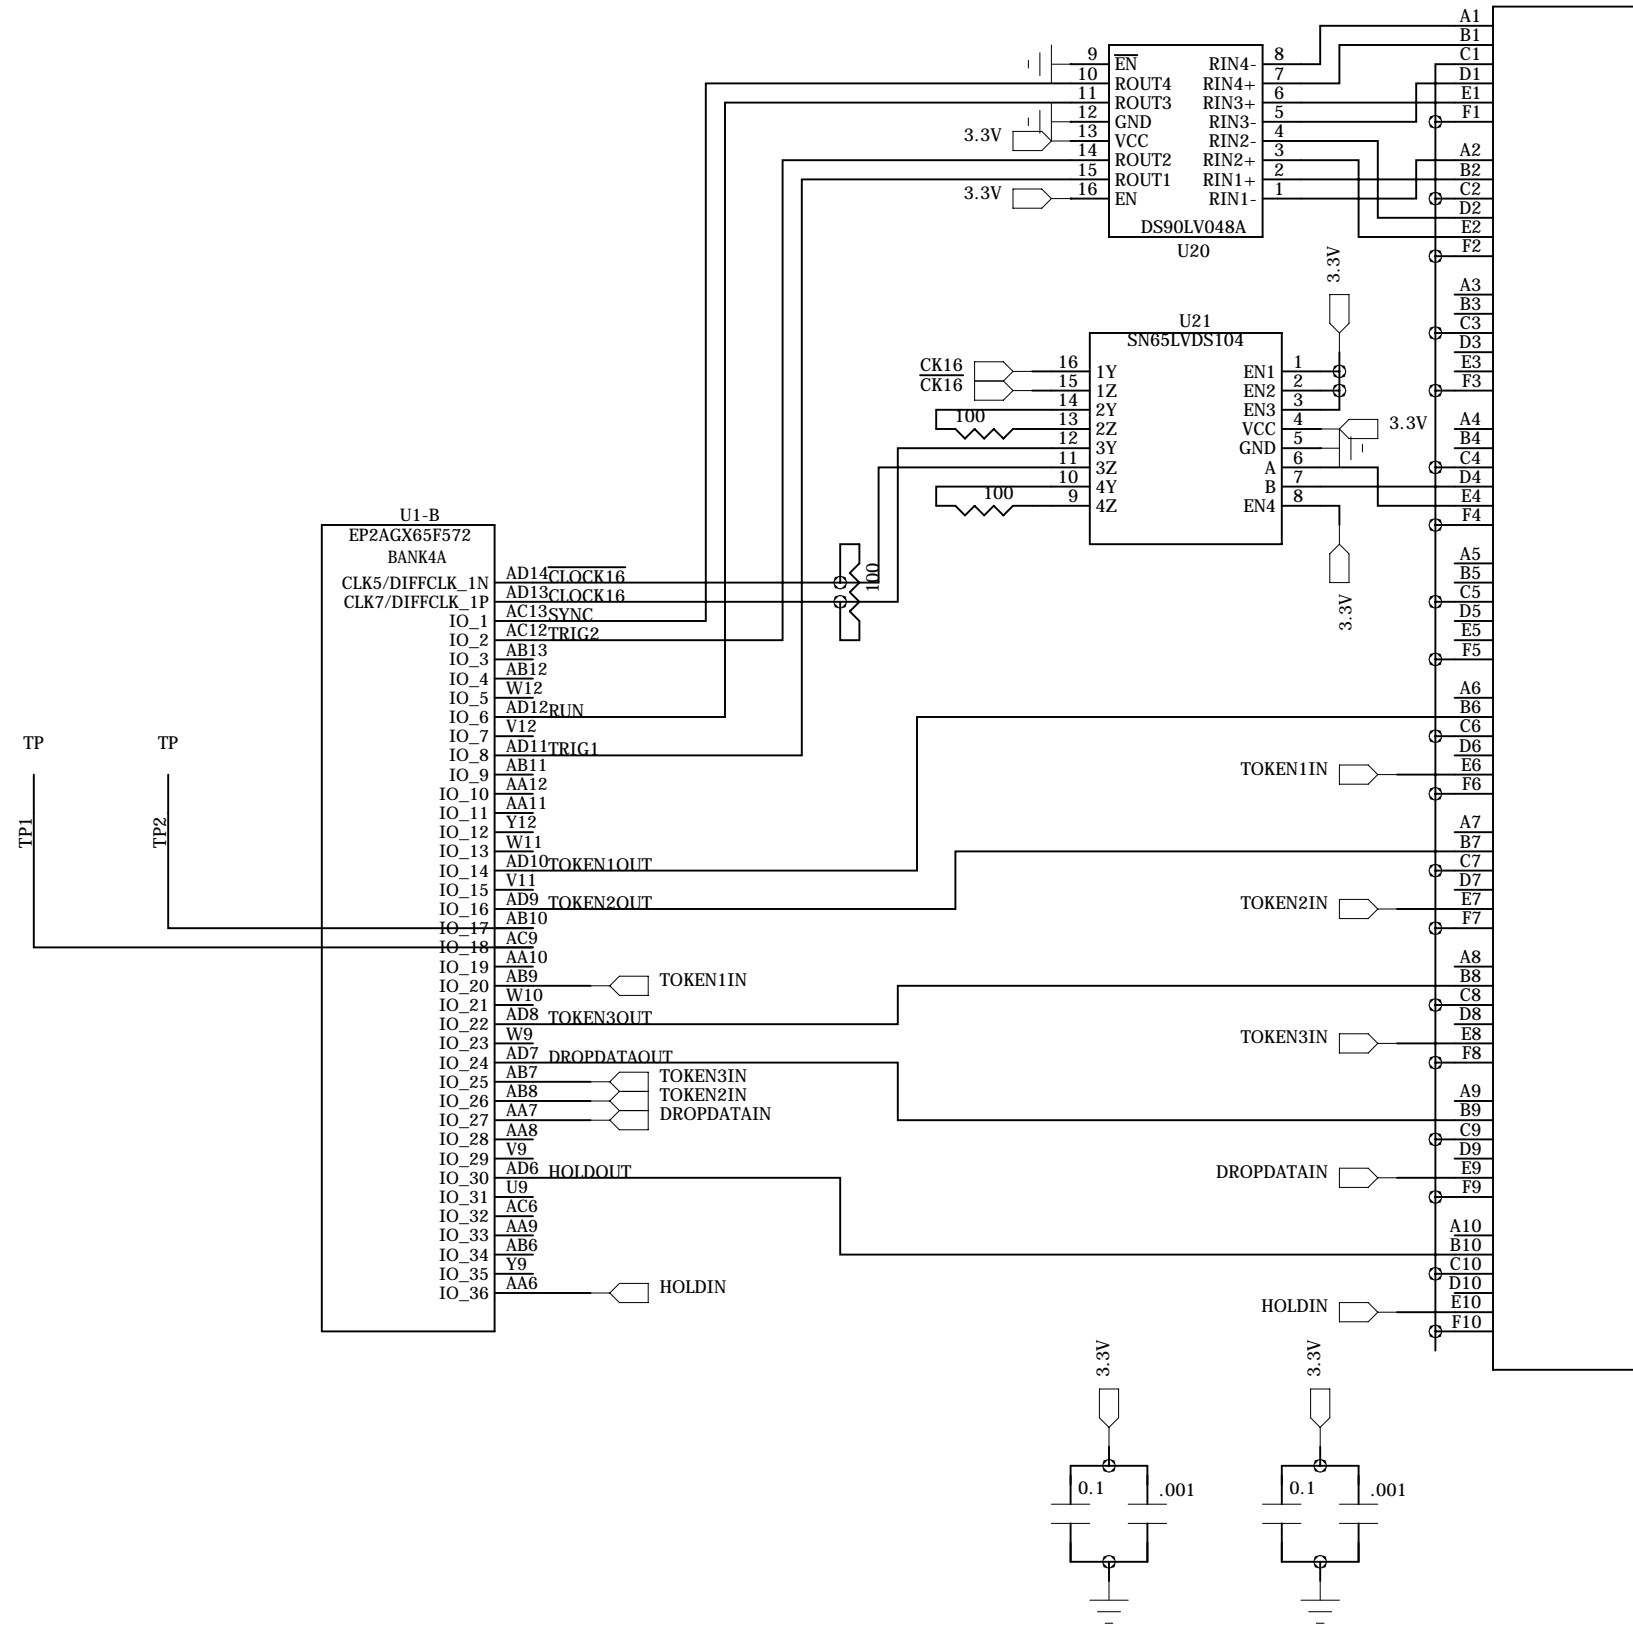 A1
B1
C1
D1
E1
F1
A2
B2
C2
D2
E2
F2
A3
B3
C3
D3
E3
F3
A4
B4
C4
D4
E4
F4
A5
B5
C5
D5
E5
F5
A6
B6
C6
D6
E6
F6
A7
B7
C7
D7
E7
F7
A8
B8
C8
D8
E8
F8
A9
B9
C9
D9
E9
F9
A10
B10
C10
D10
E10
F10
9 EN RIN4- 8
10 ROUT4 RIN4+ 7
11 ROUT3 RIN3+ 6
12 GND RIN3- 5
3.3V 13 VCC RIN2- 4
14 ROUT2 RIN2+ 3
15 ROUT1 RIN1+ 2
3.3V 16 EN RIN1- 1
DS90LV048A
U20
3.3V
U21
SN65LVDS104
CK16 16 1Y EN1 1
CK16 15 1Z EN2 2
14 2Y EN3 3
100 13 2Z VCC 4 3.3V
12 3Y GND 5
11 3Z A 6
10 4Y B 7
100 9 4Z EN4 8
3.3V
100
U1-B
EP2AGX65F572
BANK4A
CLK5/DIFFCLK_1N AD14 CLOCK16
CLK7/DIFFCLK_1P AD13 CLOCK16
IO_1 AC13 SYNC
IO_2 AC12 TRIG2
IO_3 AB13
IO_4 AB12
IO_5 W12
IO_6 AD12 RUN
IO_7 V12
IO_8 AD11 TRIG1
IO_9 AB11
IO_10 AA12
IO_11 AA11
IO_12 Y12
IO_13 W11
IO_14 AD10 TOKEN1OUT
IO_15 V11
IO_16 AD9 TOKEN2OUT
IO_17 AB10
IO_18 AC9
IO_19 AA10
IO_20 AB9 TOKEN1IN
IO_21 W10
IO_22 AD8 TOKEN3OUT
IO_23 W9
IO_24 AD7 DROPDATAOUT
IO_25 AB7 TOKEN3IN
IO_26 AB8 TOKEN2IN
IO_27 AA7 DROPDATAIN
IO_28 AA8
IO_29 V9
IO_30 AD6 HOLDOUT
IO_31 U9
IO_32 AC6
IO_33 AA9
IO_34 AB6
IO_35 Y9
IO_36 AA6 HOLDIN
TP TP
TP1 TP2
TOKEN1IN
TOKEN2IN
TOKEN3IN
DROPDATAIN
HOLDIN
3.3V 3.3V
0.1 .001 0.1 .001